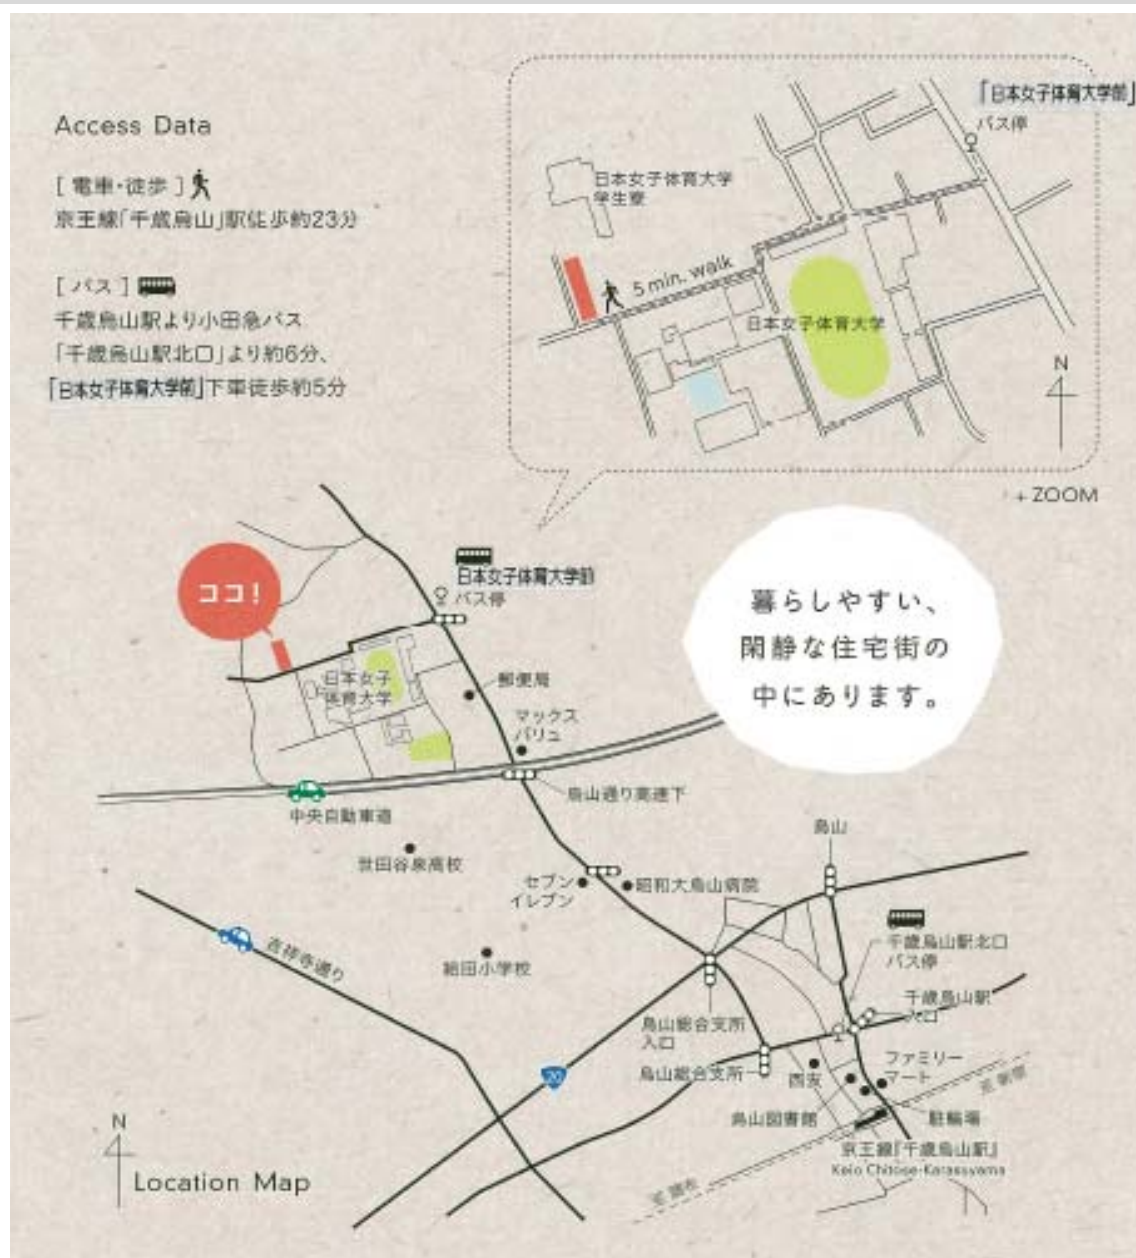 Access Data
[ 電車・徒歩 ]
京王線「千歳烏山」駅徒歩約23分
[ バス ]
千歳烏山駅より小田急バス
「千歳烏山駅北口」より約6分、
「日本女子体育大学前」下車徒歩約5分
「日本女子体育大学前」
バス停
日本女子体育大学
学生寮
5 min. walk
日本女子体育大学
N
+ ZOOM
ココ!
日本女子体育大学前
バス停
暮らしやすい、
閑静な住宅街の
中にあります。
日本女子
体育大学
郵便局
マックス
バリュ
烏山通り高速下
中央自動車道
世田谷泉高校
烏山
セブン
イレブン
昭和大烏山病院
吉祥寺通り
給田小学校
千歳烏山駅北口
バス停
千歳烏山駅
入口
烏山総合支所
入口
烏山総合支所
20
西友
ファミリー
マート
至 新宿
烏山図書館
駐輪場
京王線「千歳烏山駅」
Keio Chitose-Karasuyama
至 調布
N
Location Map